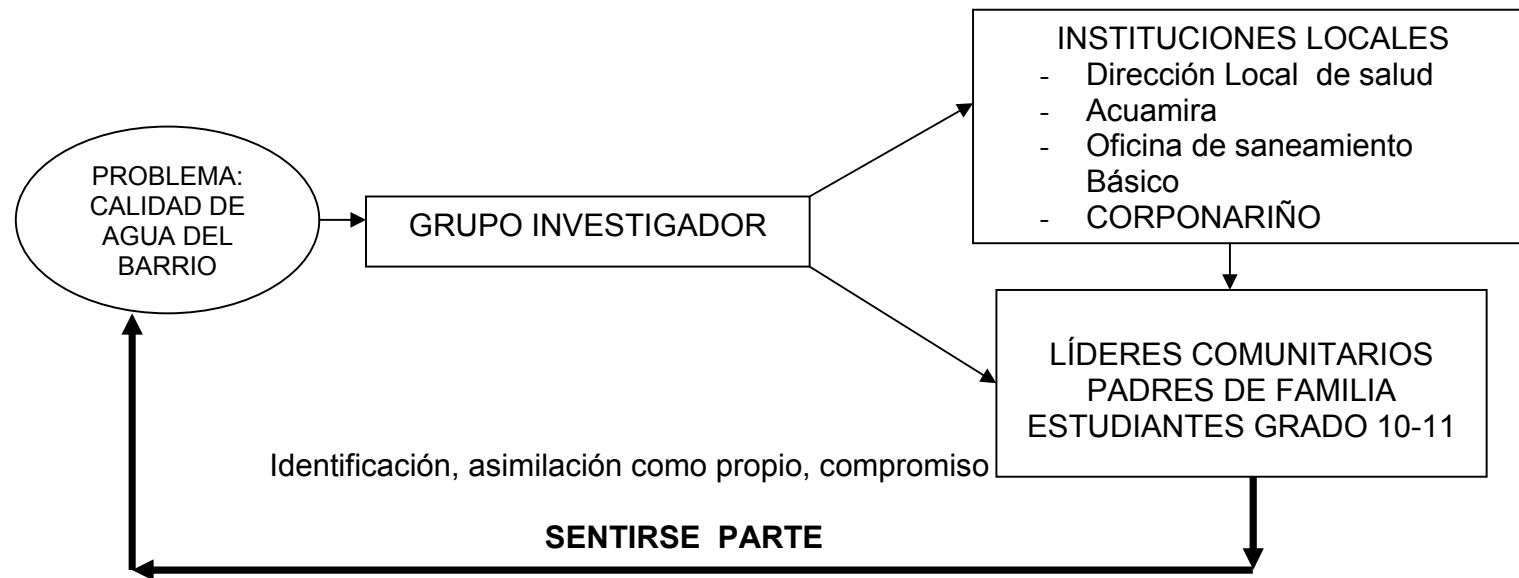 PROBLEMA:
CALIDAD DE
AGUA DEL
BARRIO
GRUPO INVESTIGADOR
INSTITUCIONES LOCALES
- Dirección Local de salud
- Acuamira
- Oficina de saneamiento
Básico
- CORPONARIÑO
LÍDERES COMUNITARIOS
PADRES DE FAMILIA
ESTUDIANTES GRADO 10-11
Identificación, asimilación como propio, compromiso
SENTIRSE PARTE